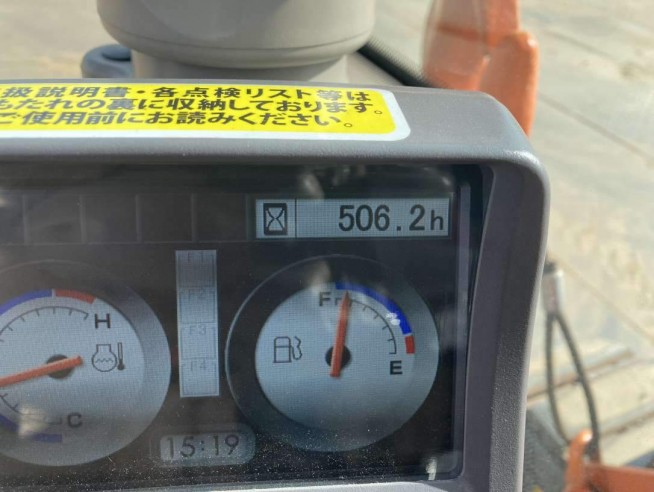 扱説明書・各点検リスト等は
もたれの裏に収納しております。
ご使用前にお読みください。
506.2h
F1
F2
F3
F4
H
C
F
E
15:19